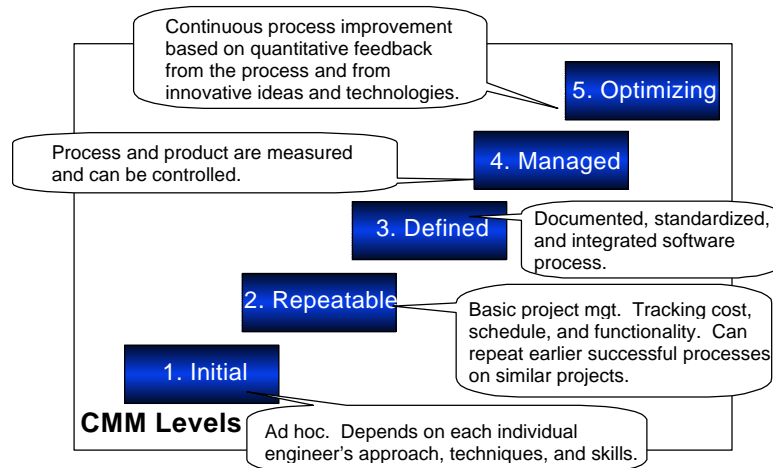 Continuous process improvement
based on quantitative feedback
from the process and from
innovative ideas and technologies.
5. Optimizing
Process and product are measured
and can be controlled.
4. Managed
3. Defined
Documented, standardized,
and integrated software
process.
2. Repeatable
Basic project mgt. Tracking cost,
schedule, and functionality. Can
repeat earlier successful processes
on similar projects.
1. Initial
CMM Levels
Ad hoc. Depends on each individual
engineer's approach, techniques, and skills.